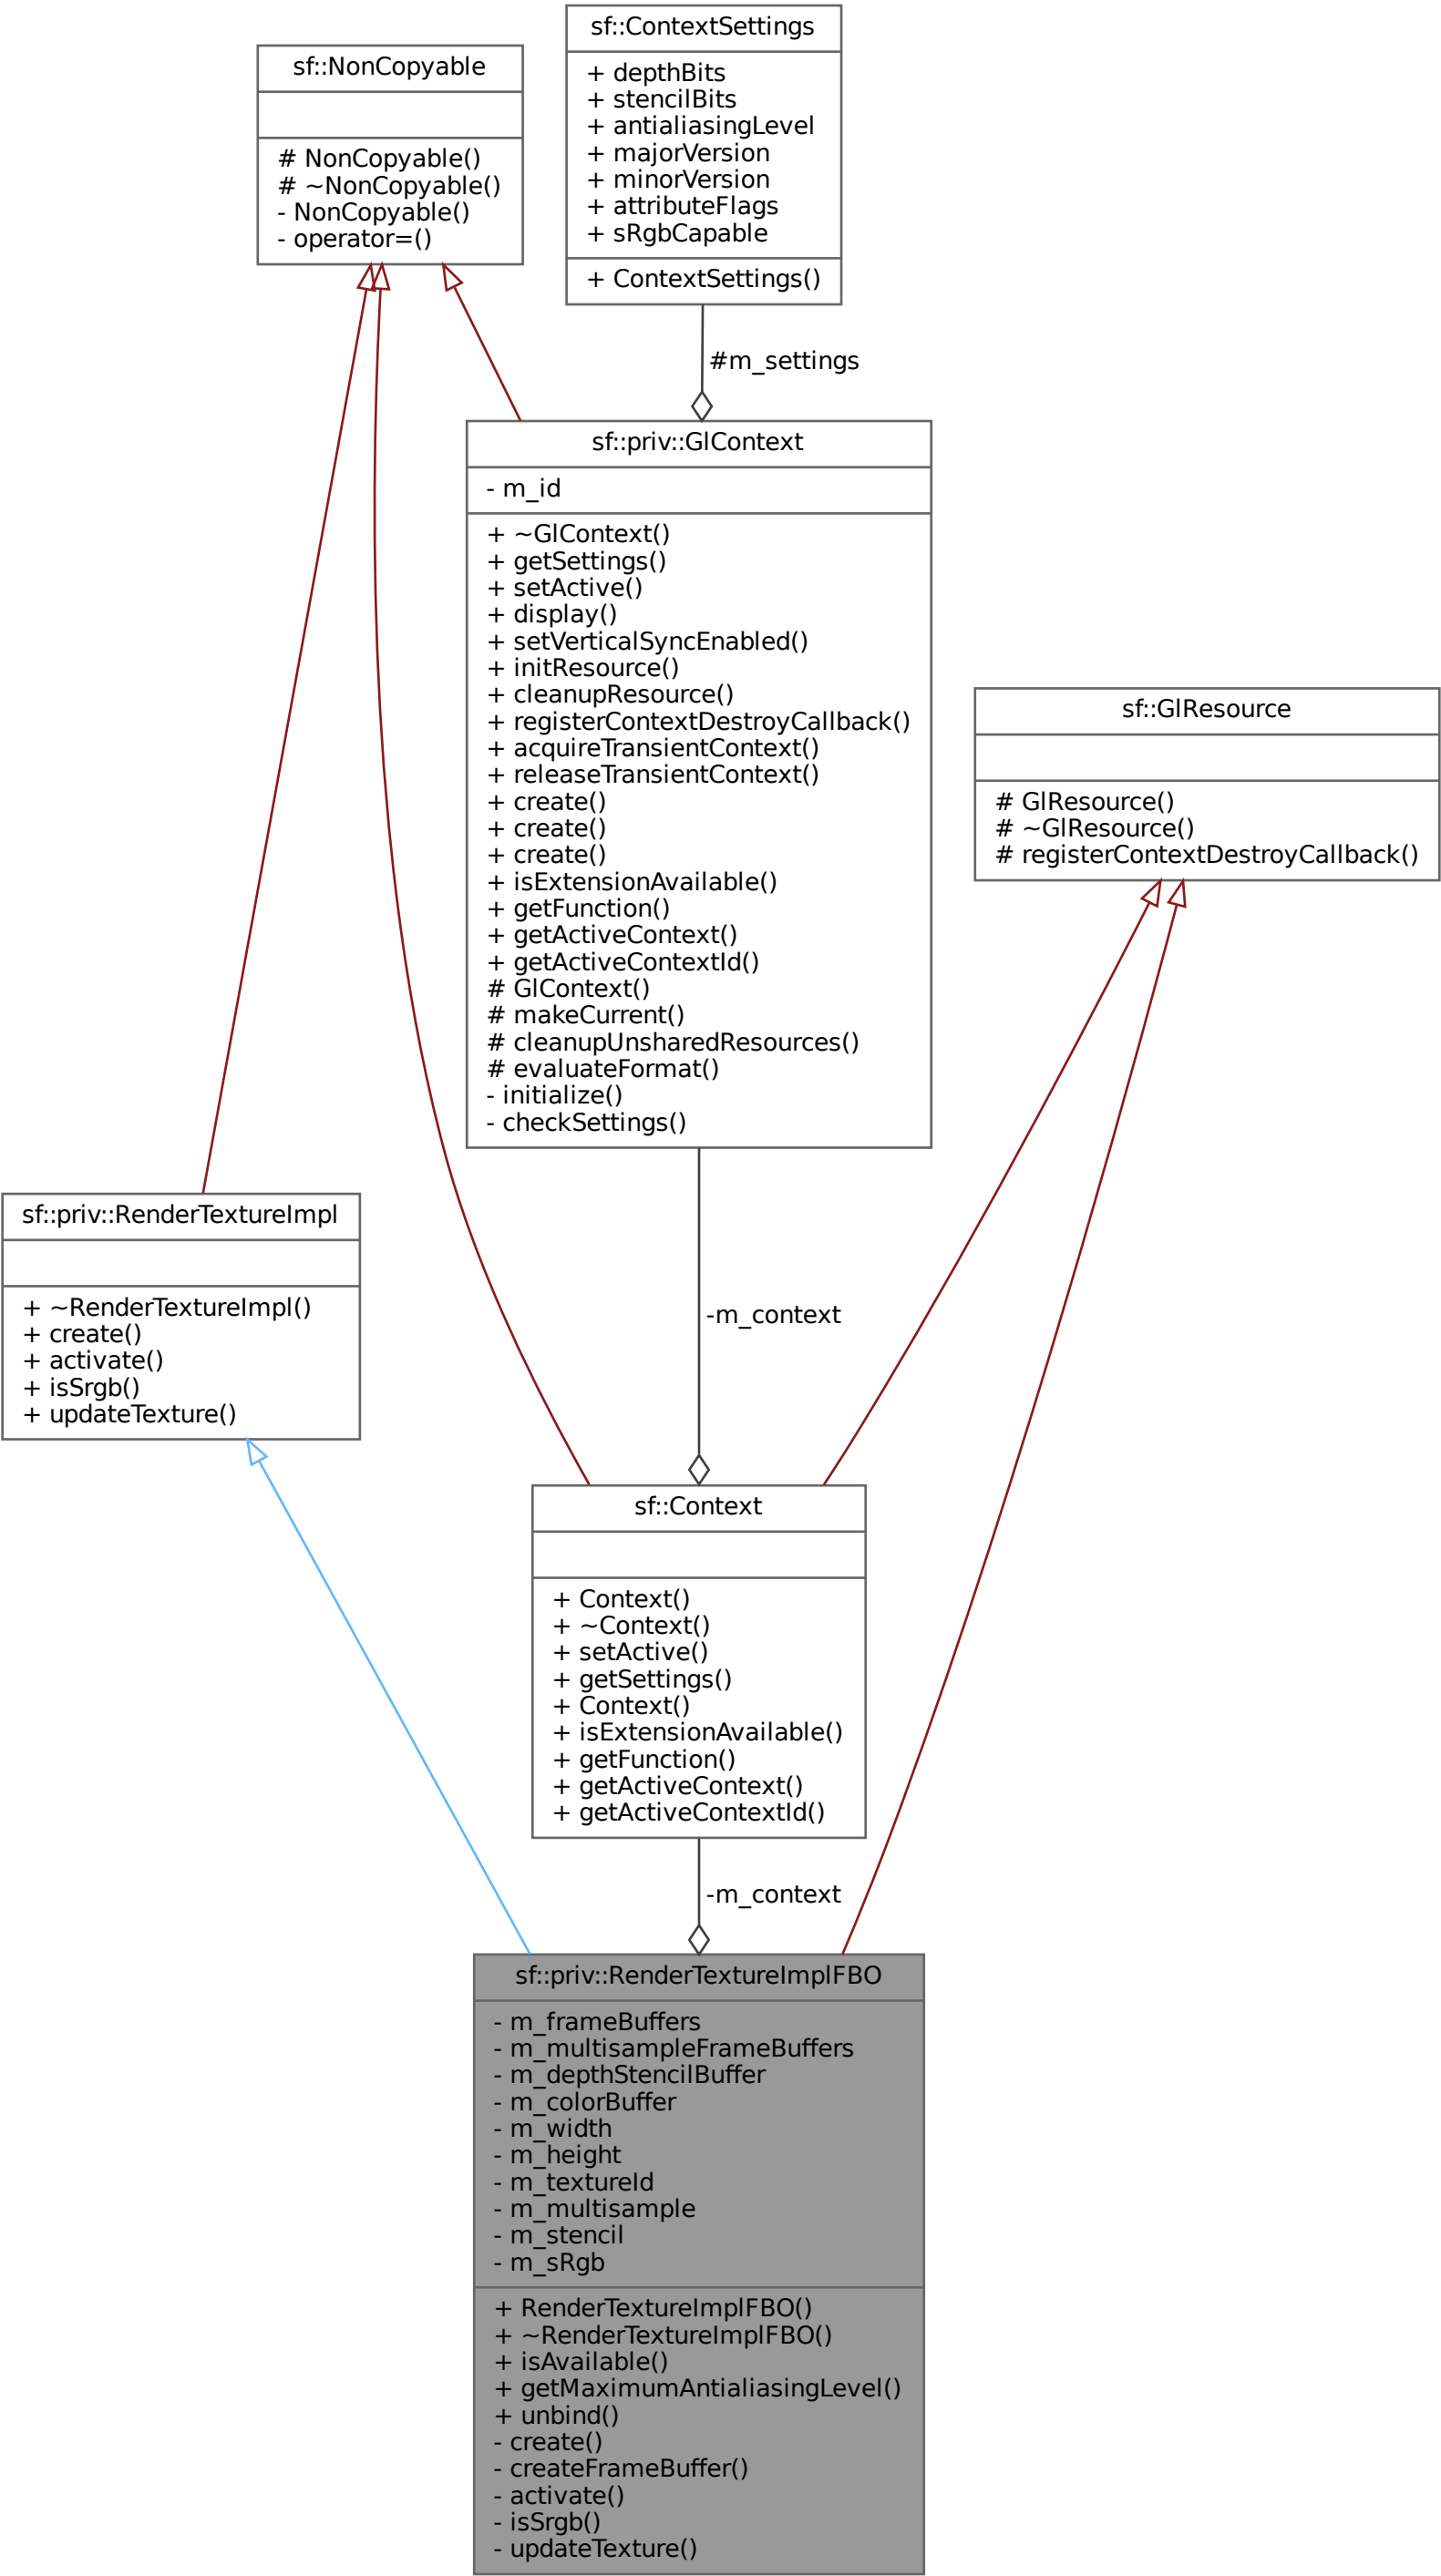 sf::ContextSettings
+ depthBits
+ stencilBits
+ antialiasingLevel
+ majorVersion
+ minorVersion
+ attributeFlags
+ sRgbCapable
+ ContextSettings()
sf::NonCopyable
# NonCopyable()
# ~NonCopyable()
- NonCopyable()
- operator=()
#m_settings
sf::priv::GlContext
- m_id
+ ~GlContext()
+ getSettings()
+ setActive()
+ display()
+ setVerticalSyncEnabled()
+ initResource()
+ cleanupResource()
+ registerContextDestroyCallback()
+ acquireTransientContext()
+ releaseTransientContext()
+ create()
+ create()
+ create()
+ isExtensionAvailable()
+ getFunction()
+ getActiveContext()
+ getActiveContextId()
# GlContext()
# makeCurrent()
# cleanupUnsharedResources()
# evaluateFormat()
- initialize()
- checkSettings()
sf::GlResource
# GlResource()
# ~GlResource()
# registerContextDestroyCallback()
sf::priv::RenderTextureImpl
+ ~RenderTextureImpl()
+ create()
+ activate()
+ isSrgb()
+ updateTexture()
-m_context
sf::Context
+ Context()
+ ~Context()
+ setActive()
+ getSettings()
+ Context()
+ isExtensionAvailable()
+ getFunction()
+ getActiveContext()
+ getActiveContextId()
-m_context
sf::priv::RenderTextureImplFBO
- m_frameBuffers
- m_multisampleFrameBuffers
- m_depthStencilBuffer
- m_colorBuffer
- m_width
- m_height
- m_textureId
- m_multisample
- m_stencil
- m_sRgb
+ RenderTextureImplFBO()
+ ~RenderTextureImplFBO()
+ isAvailable()
+ getMaximumAntialiasingLevel()
+ unbind()
- create()
- createFrameBuffer()
- activate()
- isSrgb()
- updateTexture()